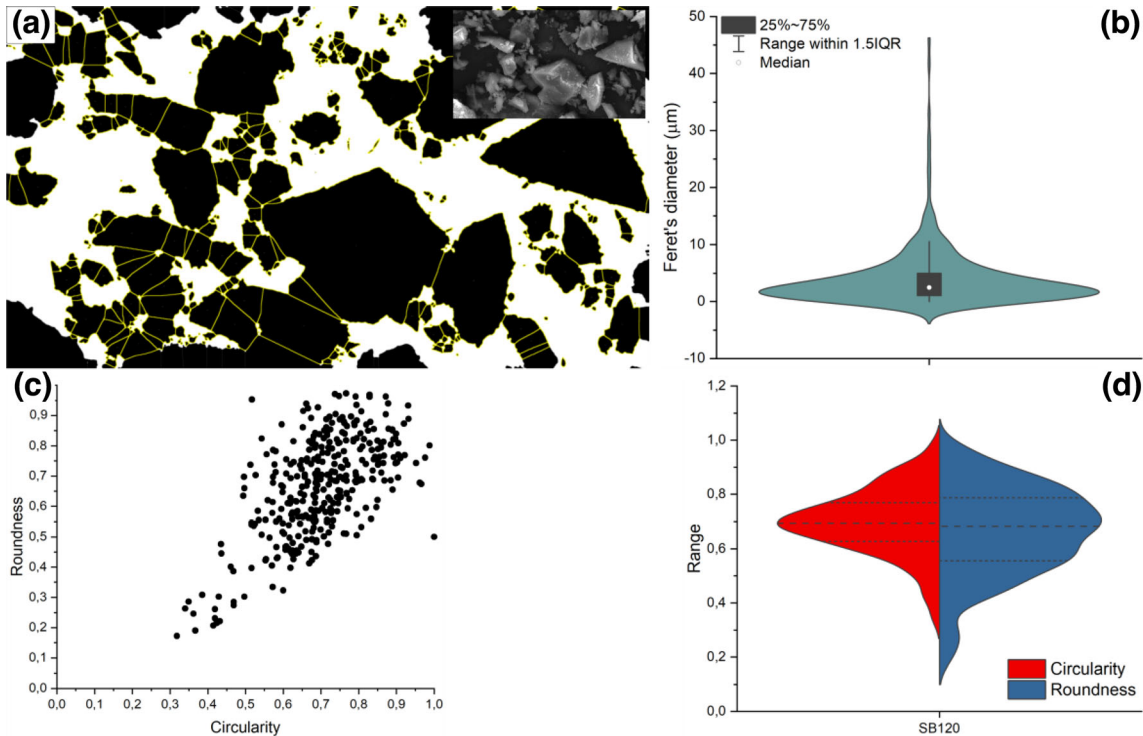 (a)
(b)
25%~75%
Range within 1.5IQR
Median
Feret's diameter (μm)
50
40
30
20
10
0
-10
(c)
Roundness
0,9
0,8
0,7
0,6
0,5
0,4
0,3
0,2
0,1
0,0
0,0 0,1 0,2 0,3 0,4 0,5 0,6 0,7 0,8 0,9 1,0
Circularity
(d)
Range
1,2
1,0
0,8
0,6
0,4
0,2
0,0
Circularity
Roundness
SB120